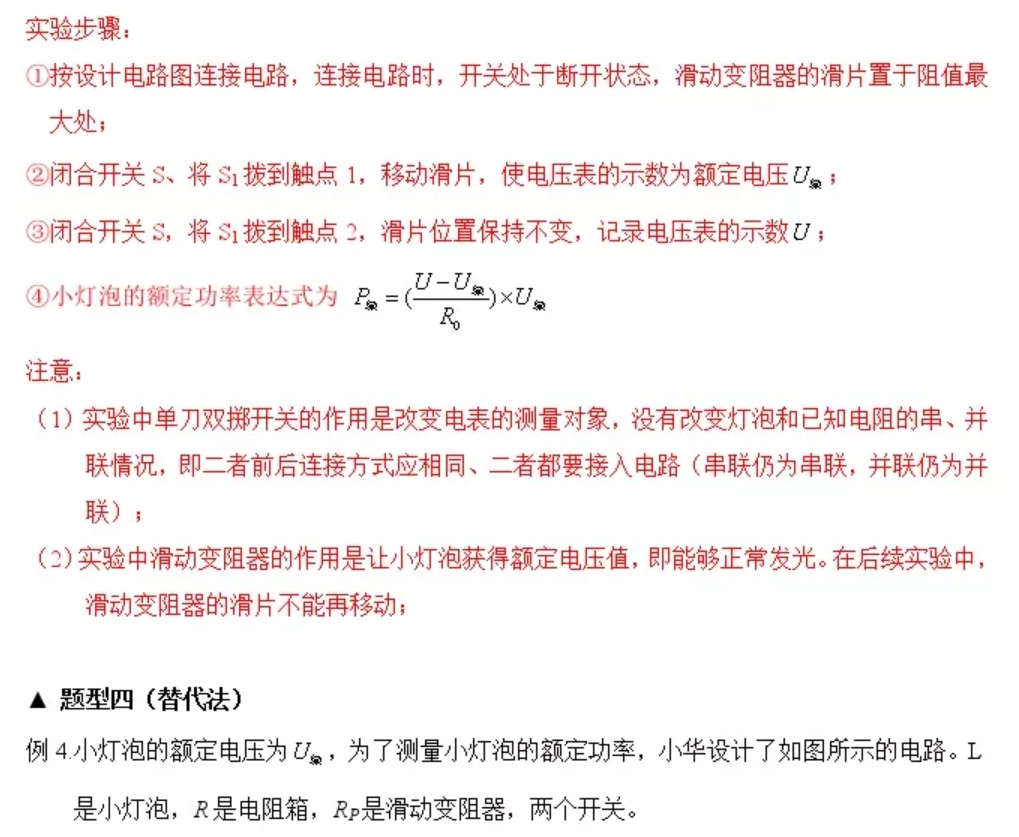 实验步骤：
①按设计电路图连接电路，连接电路时，开关处于断开状态，滑动变阻器的滑片置于阻值最
大处；
②闭合开关 S、将 S₁拨到触点 1，移动滑片，使电压表的示数为额定电压U额；
③闭合开关 S，将 S₁拨到触点 2，滑片位置保持不变，记录电压表的示数U；
④小灯泡的额定功率表达式为 P额=(\frac{U-U额}{R₀})×U额
注意：
（1）实验中单刀双掷开关的作用是改变电表的测量对象，没有改变灯泡和已知电阻的串、并
联情况，即二者前后连接方式应相同、二者都要接入电路（串联仍为串联，并联仍为并
联）；
（2）实验中滑动变阻器的作用是让小灯泡获得额定电压值，即能够正常发光。在后续实验中，
滑动变阻器的滑片不能再移动；
▲ 题型四（替代法）
例 4.小灯泡的额定电压为U额，为了测量小灯泡的额定功率，小华设计了如图所示的电路。L
是小灯泡，R是电阻箱，RP是滑动变阻器，两个开关。